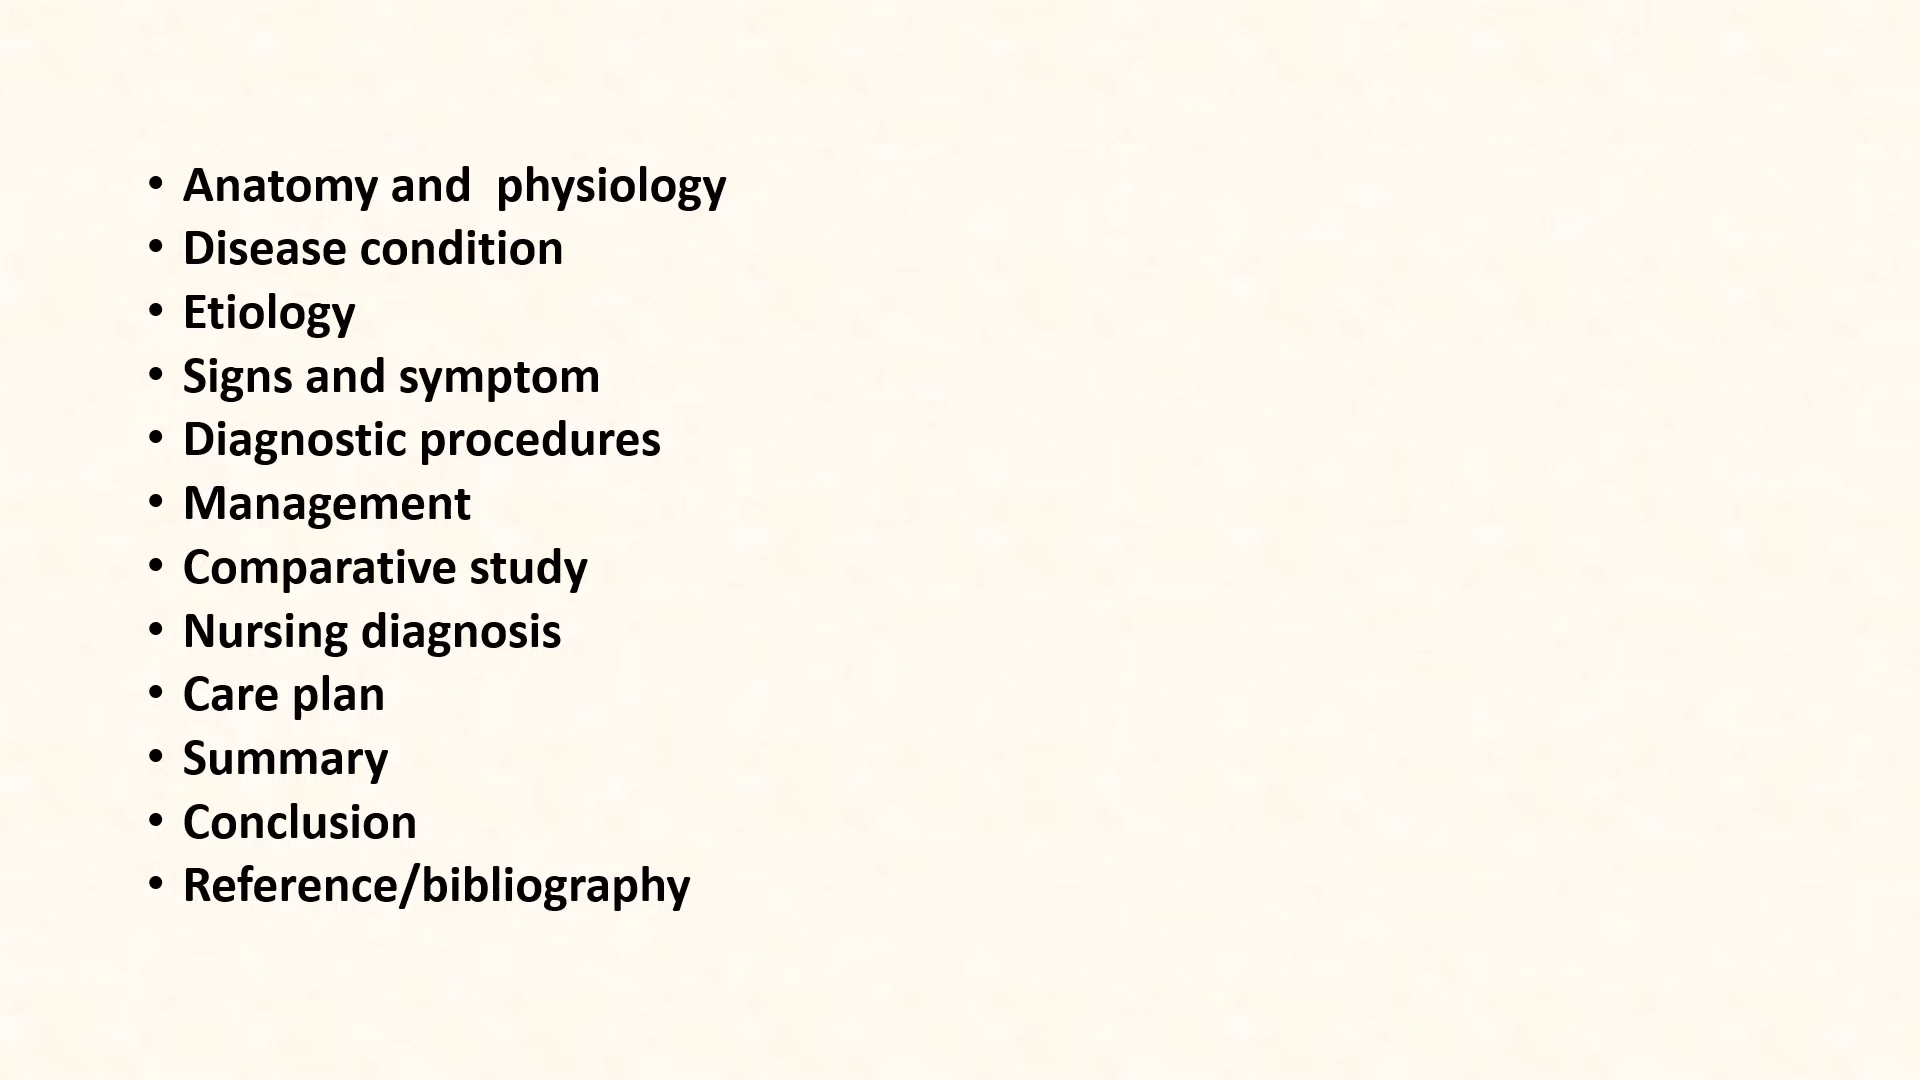 • Anatomy and  physiology
• Disease condition
• Etiology
• Signs and symptom
• Diagnostic procedures
• Management
• Comparative study
• Nursing diagnosis
• Care plan
• Summary
• Conclusion
• Reference/bibliography